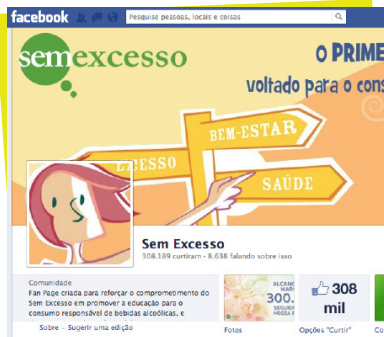 facebook
Pesquise pessoas, locais e coisas
semexcesso
O PRIME
voltado para o cons
BEM-ESTAR
EXCESSO
SAÚDE
Sem Excesso
308.189 curtiram - 8.638 falando sobre isso
Comunidade
Fan Page criada para reforçar o comprometimento do
Sem Excesso em promover a educação para o
consumo responsável de bebidas alcoólicas, e
Sobre - Sugerir uma edição
ALCANÇ
300.
308
mil
Fotos
Opções "Curtir"
Co